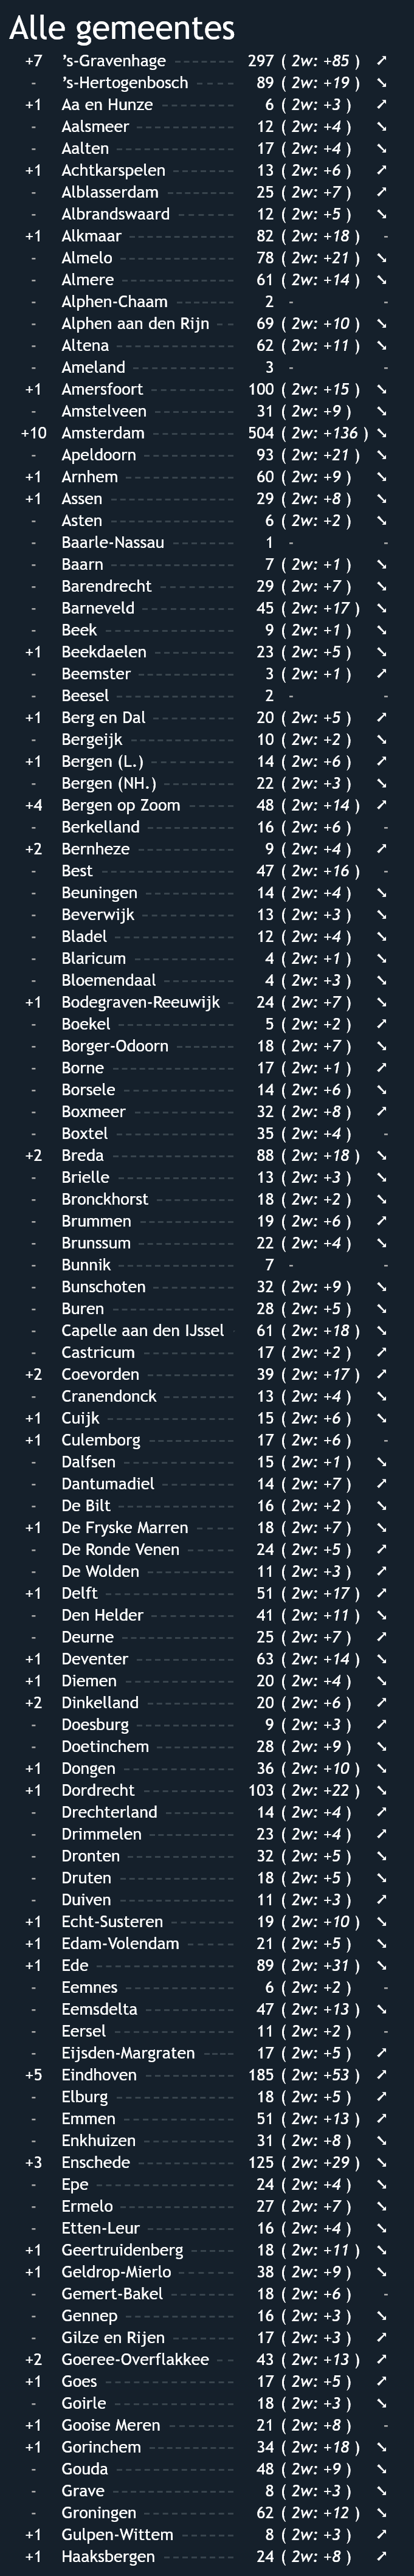 Alle gemeentes
+7 's-Gravenhage 297 ( 2w: +85 ) ➚
- 's-Hertogenbosch 89 ( 2w: +19 ) ➘
+1 Aa en Hunze 6 ( 2w: +3 ) ➚
- Aalsmeer 12 ( 2w: +4 ) ➘
- Aalten 17 ( 2w: +4 ) ➘
+1 Achtkarspelen 13 ( 2w: +6 ) ➚
- Alblasserdam 25 ( 2w: +7 ) ➚
- Albrandswaard 12 ( 2w: +5 ) ➘
+1 Alkmaar 82 ( 2w: +18 ) -
- Almelo 78 ( 2w: +21 ) ➘
- Almere 61 ( 2w: +14 ) ➘
- Alphen-Chaam 2 - -
- Alphen aan den Rijn 69 ( 2w: +10 ) ➘
- Altena 62 ( 2w: +11 ) ➘
- Ameland 3 - -
+1 Amersfoort 100 ( 2w: +15 ) ➘
- Amstelveen 31 ( 2w: +9 ) ➘
+10 Amsterdam 504 ( 2w: +136 ) ➘
- Apeldoorn 93 ( 2w: +21 ) ➘
+1 Arnhem 60 ( 2w: +9 ) ➘
+1 Assen 29 ( 2w: +8 ) ➘
- Asten 6 ( 2w: +2 ) ➘
- Baarle-Nassau 1 - -
- Baarn 7 ( 2w: +1 ) ➘
- Barendrecht 29 ( 2w: +7 ) ➘
- Barneveld 45 ( 2w: +17 ) ➘
- Beek 9 ( 2w: +1 ) ➘
+1 Beekdaelen 23 ( 2w: +5 ) ➘
- Beemster 3 ( 2w: +1 ) ➚
- Beesel 2 - -
+1 Berg en Dal 20 ( 2w: +5 ) ➚
- Bergeijk 10 ( 2w: +2 ) ➘
+1 Bergen (L.) 14 ( 2w: +6 ) ➚
- Bergen (NH.) 22 ( 2w: +3 ) ➘
+4 Bergen op Zoom 48 ( 2w: +14 ) ➚
- Berkelland 16 ( 2w: +6 ) -
+2 Bernheze 9 ( 2w: +4 ) ➚
- Best 47 ( 2w: +16 ) -
- Beuningen 14 ( 2w: +4 ) ➘
- Beverwijk 13 ( 2w: +3 ) ➘
- Bladel 12 ( 2w: +4 ) ➘
- Blaricum 4 ( 2w: +1 ) ➘
- Bloemendaal 4 ( 2w: +3 ) ➘
+1 Bodegraven-Reeuwijk 24 ( 2w: +7 ) ➘
- Boekel 5 ( 2w: +2 ) ➚
- Borger-Odoorn 18 ( 2w: +7 ) ➘
- Borne 17 ( 2w: +1 ) ➚
- Borsele 14 ( 2w: +6 ) ➘
- Boxmeer 32 ( 2w: +8 ) ➚
- Boxtel 35 ( 2w: +4 ) -
+2 Breda 88 ( 2w: +18 ) ➘
- Brielle 13 ( 2w: +3 ) ➘
- Bronckhorst 18 ( 2w: +2 ) ➘
- Brummen 19 ( 2w: +6 ) ➚
- Brunssum 22 ( 2w: +4 ) ➘
- Bunnik 7 - -
- Bunschoten 32 ( 2w: +9 ) ➘
- Buren 28 ( 2w: +5 ) ➘
- Capelle aan den IJssel 61 ( 2w: +18 ) ➘
- Castricum 17 ( 2w: +2 ) ➚
+2 Coevorden 39 ( 2w: +17 ) ➚
- Cranendonck 13 ( 2w: +4 ) ➘
+1 Cuijk 15 ( 2w: +6 ) ➘
+1 Culemborg 17 ( 2w: +6 ) -
- Dalfsen 15 ( 2w: +1 ) ➘
- Dantumadiel 14 ( 2w: +7 ) ➚
- De Bilt 16 ( 2w: +2 ) ➘
+1 De Fryske Marren 18 ( 2w: +7 ) ➘
- De Ronde Venen 24 ( 2w: +5 ) ➚
- De Wolden 11 ( 2w: +3 ) ➚
+1 Delft 51 ( 2w: +17 ) ➚
- Den Helder 41 ( 2w: +11 ) ➘
- Deurne 25 ( 2w: +7 ) ➚
+1 Deventer 63 ( 2w: +14 ) ➘
+1 Diemen 20 ( 2w: +4 ) ➘
+2 Dinkelland 20 ( 2w: +6 ) ➚
- Doesburg 9 ( 2w: +3 ) ➚
- Doetinchem 28 ( 2w: +9 ) ➘
+1 Dongen 36 ( 2w: +10 ) ➘
+1 Dordrecht 103 ( 2w: +22 ) ➘
- Drechterland 14 ( 2w: +4 ) ➚
- Drimmelen 23 ( 2w: +4 ) ➚
- Dronten 32 ( 2w: +5 ) ➘
- Druten 18 ( 2w: +5 ) ➘
- Duiven 11 ( 2w: +3 ) ➚
+1 Echt-Susteren 19 ( 2w: +10 ) ➘
+1 Edam-Volendam 21 ( 2w: +5 ) ➘
+1 Ede 89 ( 2w: +31 ) ➘
- Eemnes 6 ( 2w: +2 ) -
- Eemsdelta 47 ( 2w: +13 ) ➘
- Eersel 11 ( 2w: +2 ) -
- Eijsden-Margraten 17 ( 2w: +5 ) ➚
+5 Eindhoven 185 ( 2w: +53 ) ➚
- Elburg 18 ( 2w: +5 ) ➚
- Emmen 51 ( 2w: +13 ) ➚
- Enkhuizen 31 ( 2w: +8 ) ➘
+3 Enschede 125 ( 2w: +29 ) ➘
- Epe 24 ( 2w: +4 ) ➘
- Ermelo 27 ( 2w: +7 ) ➘
- Etten-Leur 16 ( 2w: +4 ) ➘
+1 Geertruidenberg 18 ( 2w: +11 ) ➘
+1 Geldrop-Mierlo 38 ( 2w: +9 ) ➘
- Gemert-Bakel 18 ( 2w: +6 ) -
- Gennep 16 ( 2w: +3 ) ➘
- Gilze en Rijen 17 ( 2w: +3 ) ➚
+2 Goeree-Overflakkee 43 ( 2w: +13 ) ➚
+1 Goes 17 ( 2w: +5 ) ➚
- Goirle 18 ( 2w: +3 ) ➘
+1 Gooise Meren 21 ( 2w: +8 ) -
+1 Gorinchem 34 ( 2w: +18 ) ➘
- Gouda 48 ( 2w: +9 ) ➘
- Grave 8 ( 2w: +3 ) ➘
- Groningen 62 ( 2w: +12 ) ➘
+1 Gulpen-Wittem 8 ( 2w: +3 ) ➚
+1 Haaksbergen 24 ( 2w: +8 ) ➚